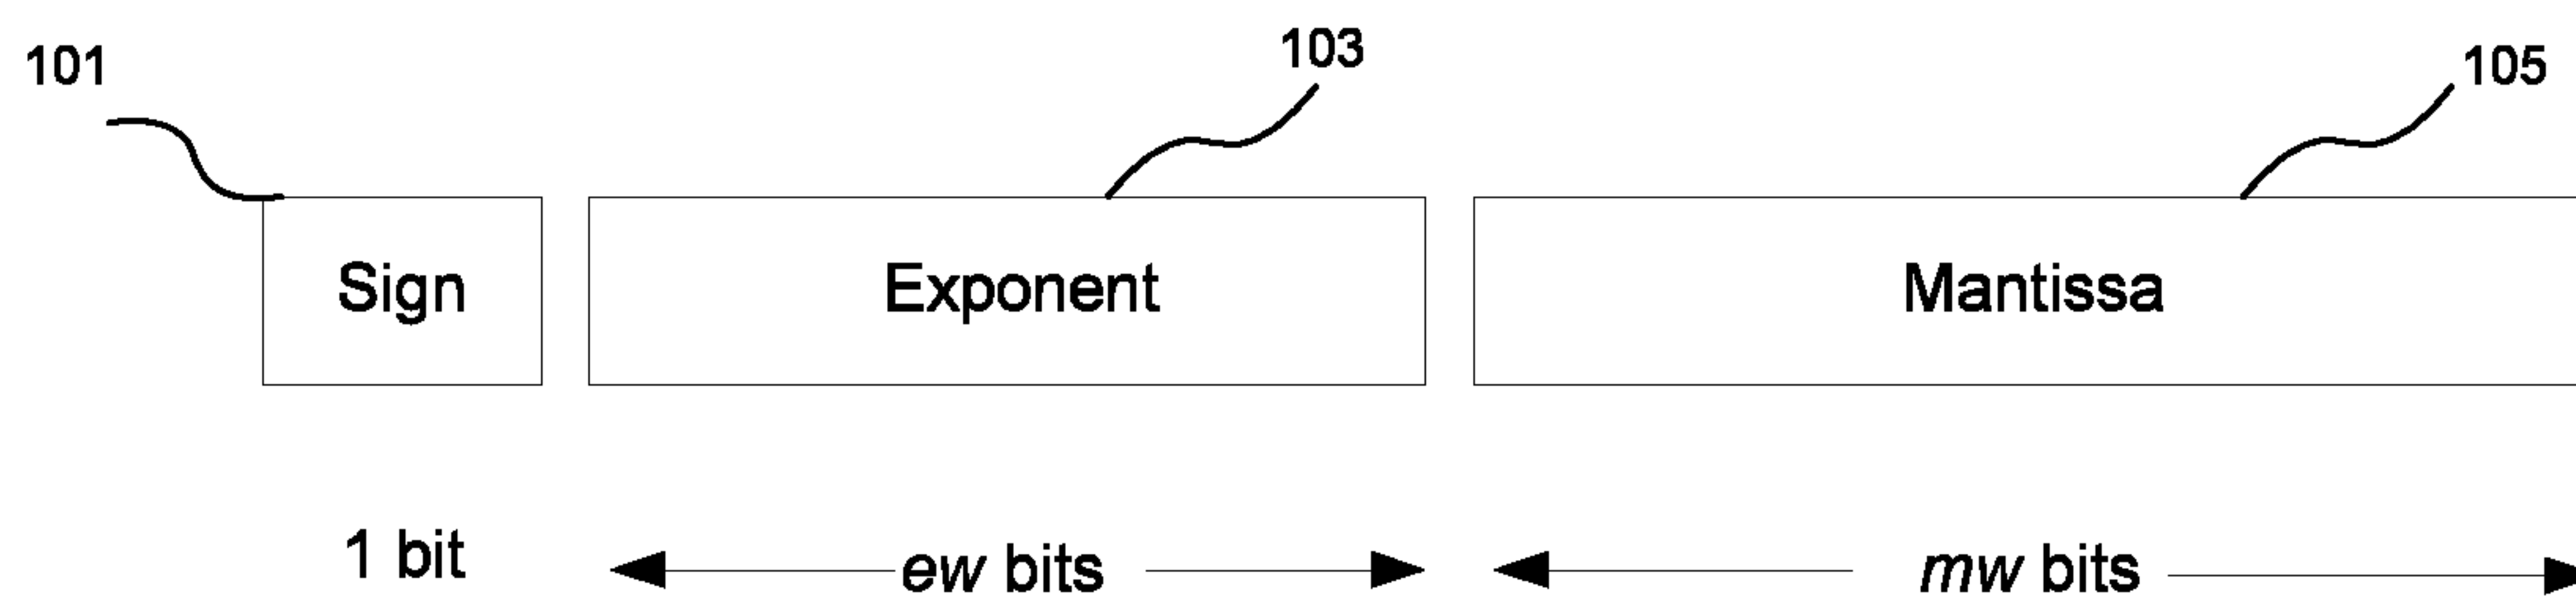 101 103 105
Sign Exponent Mantissa
1 bit ew bits mw bits